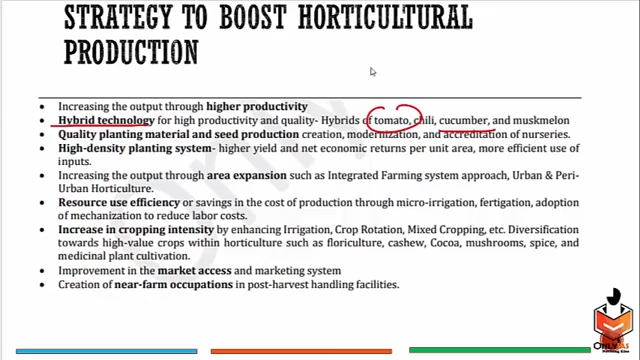 STRATEGY TO BOOST HORTICULTURAL
PRODUCTION
• Increasing the output through higher productivity
• Hybrid technology for high productivity and quality- Hybrids of tomato, chili, cucumber, and muskmelon
• Quality planting material and seed production creation, modernization, and accreditation of nurseries.
• High-density planting system- higher yield and net economic returns per unit area, more efficient use of
inputs.
• Increasing the output through area expansion such as Integrated Farming system approach, Urban & Peri-
Urban Horticulture.
• Resource use efficiency or savings in the cost of production through micro-irrigation, fertigation, adoption
of mechanization to reduce labor costs.
• Increase in cropping intensity by enhancing Irrigation, Crop Rotation, Mixed Cropping, etc. Diversification
towards high-value crops within horticulture such as floriculture, cashew, Cocoa, mushrooms, spice, and
medicinal plant cultivation.
• Improvement in the market access and marketing system
• Creation of near-farm occupations in post-harvest handling facilities.